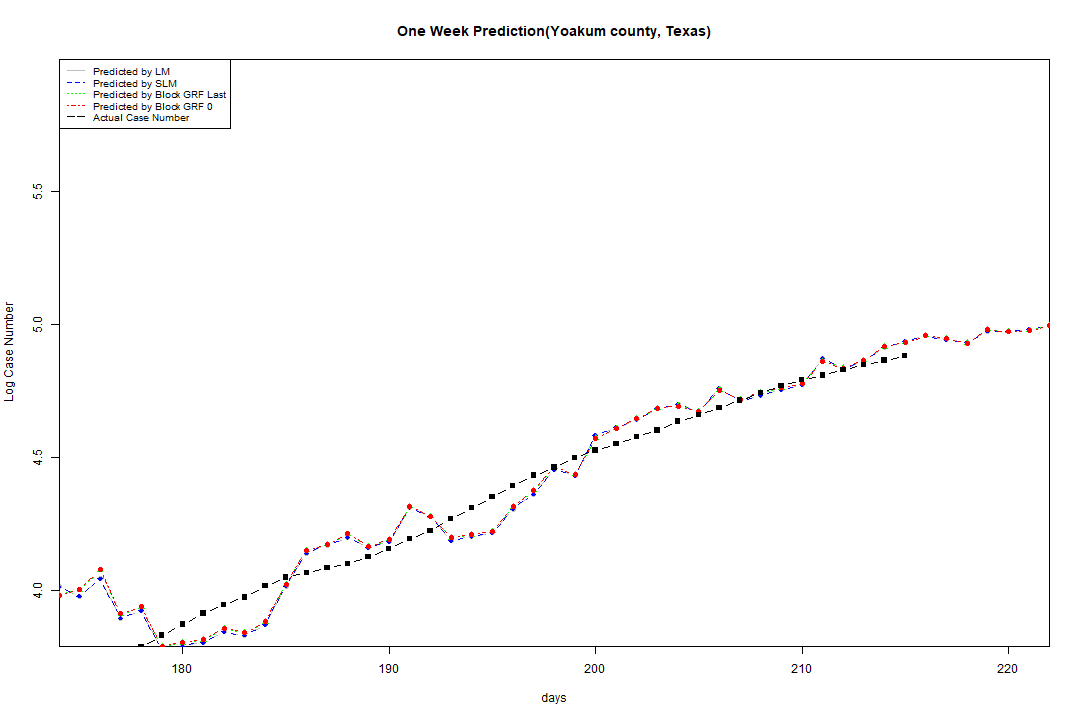 One Week Prediction(Yoakum county, Texas)
Predicted by LM
Predicted by SLM
Predicted by Block GRF Last
Predicted by Block GRF 0
Actual Case Number
5.5
5.0
4.5
4.0
Log Case Number
180 190 200 210 220
days